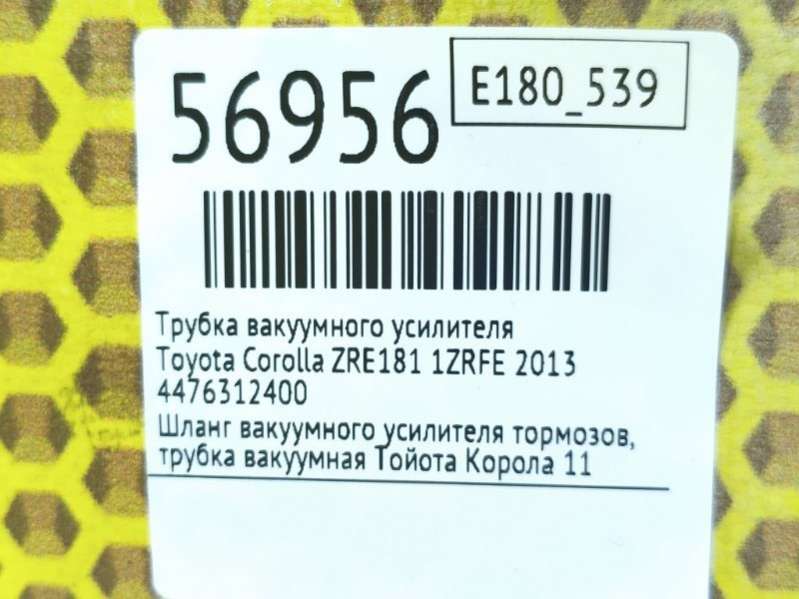 56956
E180_539
Трубка вакуумного усилителя
Toyota Corolla ZRE181 1ZRFE 2013
4476312400
Шланг вакуумного усилителя тормозов,
трубка вакуумная Тойота Корола 11